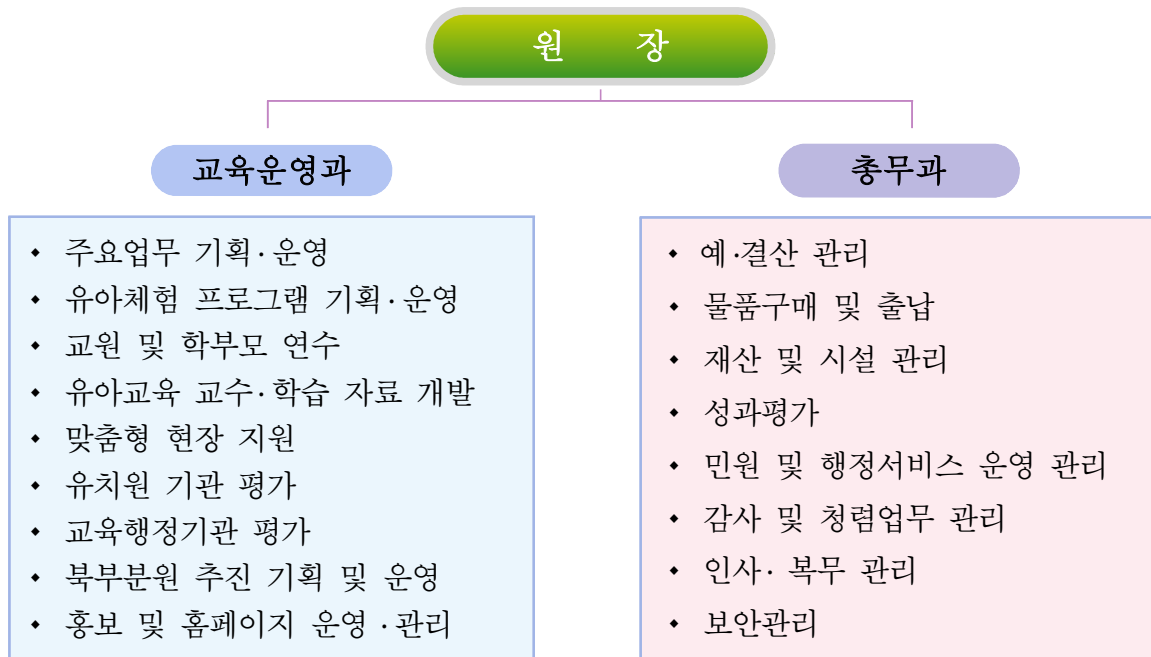 원 장
교육운영과
주요업무 기획·운영
유아체험 프로그램 기획·운영
교원 및 학부모 연수
유아교육 교수·학습 자료 개발
맞춤형 현장 지원
유치원 기관 평가
교육행정기관 평가
북부분원 추진 기획 및 운영
홍보 및 홈페이지 운영·관리
총무과
예·결산 관리
물품구매 및 출납
재산 및 시설 관리
성과평가
민원 및 행정서비스 운영 관리
감사 및 청렴업무 관리
인사· 복무 관리
보안관리